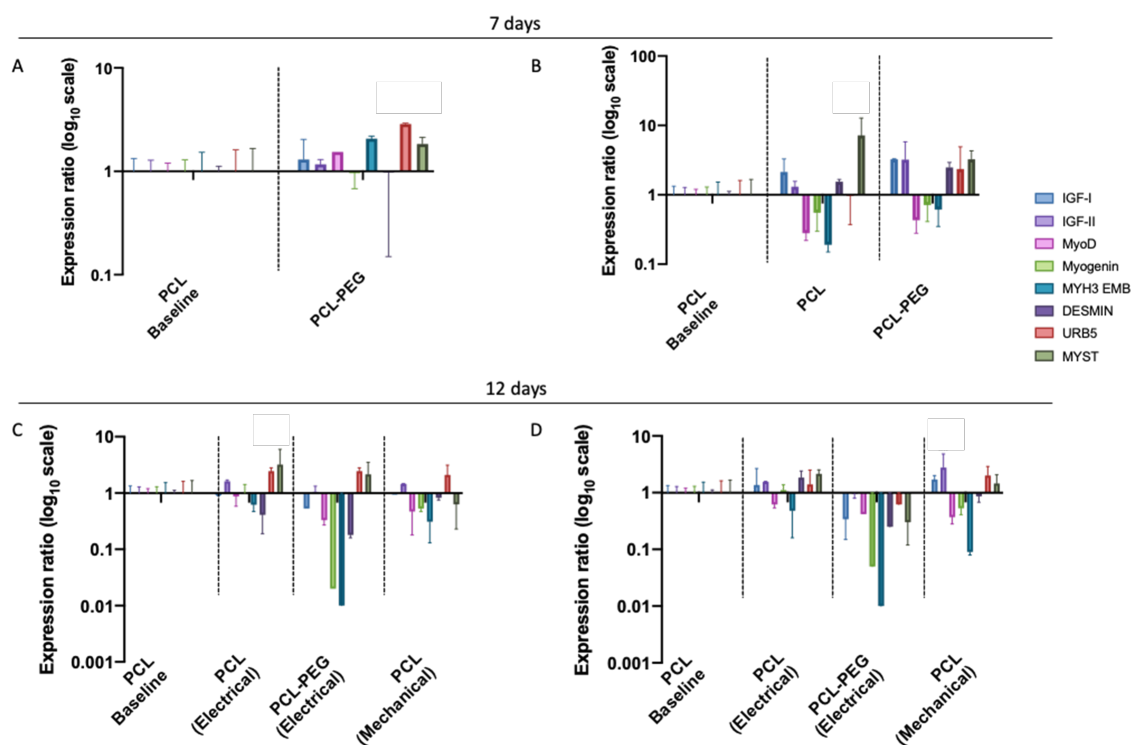 7 days
A
Expression ratio (log10 scale)
10
1
0.1
PCL
Baseline
PCL-PEG
B
Expression ratio (log10 scale)
100
10
1
0.1
PCL
Baseline
PCL
PCL-PEG
IGF-I
IGF-II
MyoD
Myogenin
MYH3 EMB
DESMIN
URB5
MYST
12 days
C
Expression ratio (log10 scale)
10
1
0.1
0.01
0.001
PCL
Baseline
PCL
(Electrical)
PCL-PEG
(Electrical)
PCL
(Mechanical)
D
Expression ratio (log10 scale)
10
1
0.1
0.01
0.001
PCL
Baseline
PCL
(Electrical)
PCL-PEG
(Electrical)
PCL
(Mechanical)